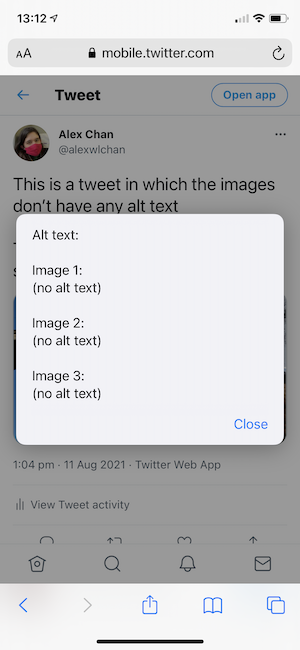 13:12
AA mobile.twitter.com
Tweet Open app
Alex Chan
@alexwlchan
This is a tweet in which the images
don't have any alt text
Alt text:
Image 1:
(no alt text)
Image 2:
(no alt text)
Image 3:
(no alt text)
Close
1:04 pm · 11 Aug 2021 · Twitter Web App
View Tweet activity